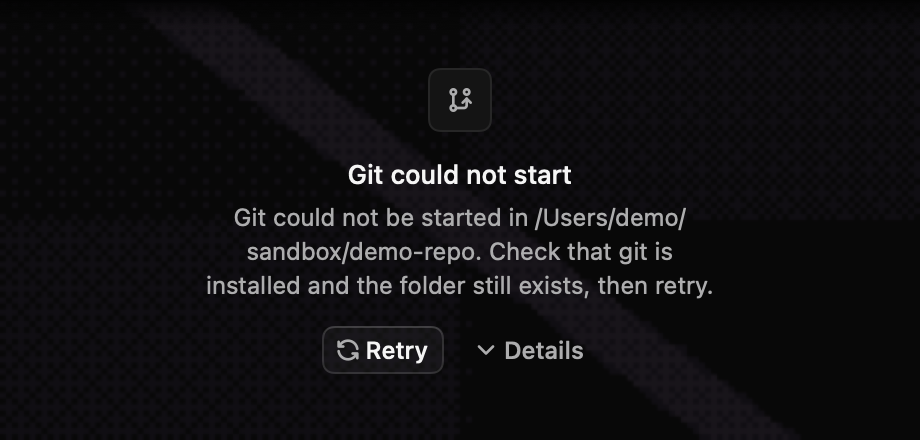 Git could not start
Git could not be started in /Users/demo/
sandbox/demo-repo. Check that git is
installed and the folder still exists, then retry.
Retry
Details